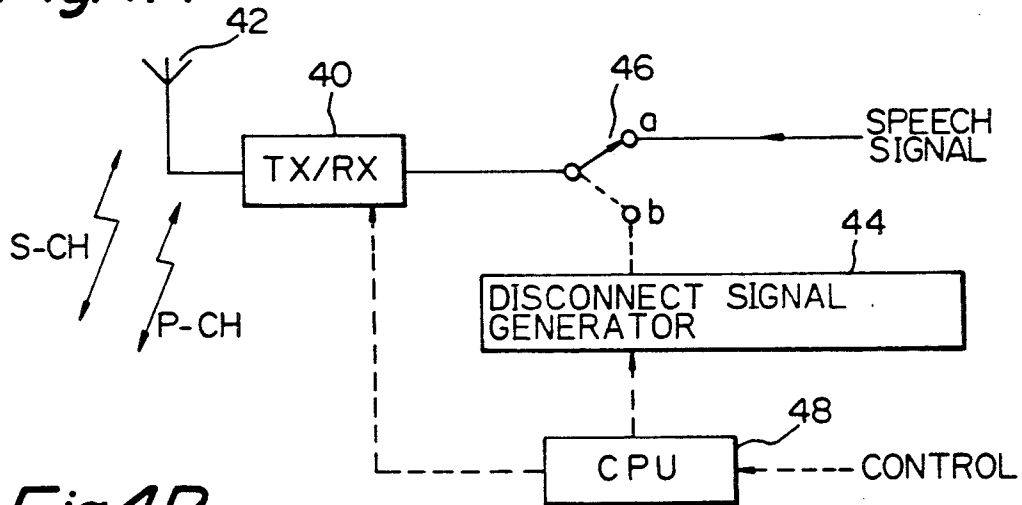 42
40
46
a
SPEECH
SIGNAL
TX/RX
b
S-CH
P-CH
44
DISCONNECT SIGNAL
GENERATOR
48
CPU
CONTROL